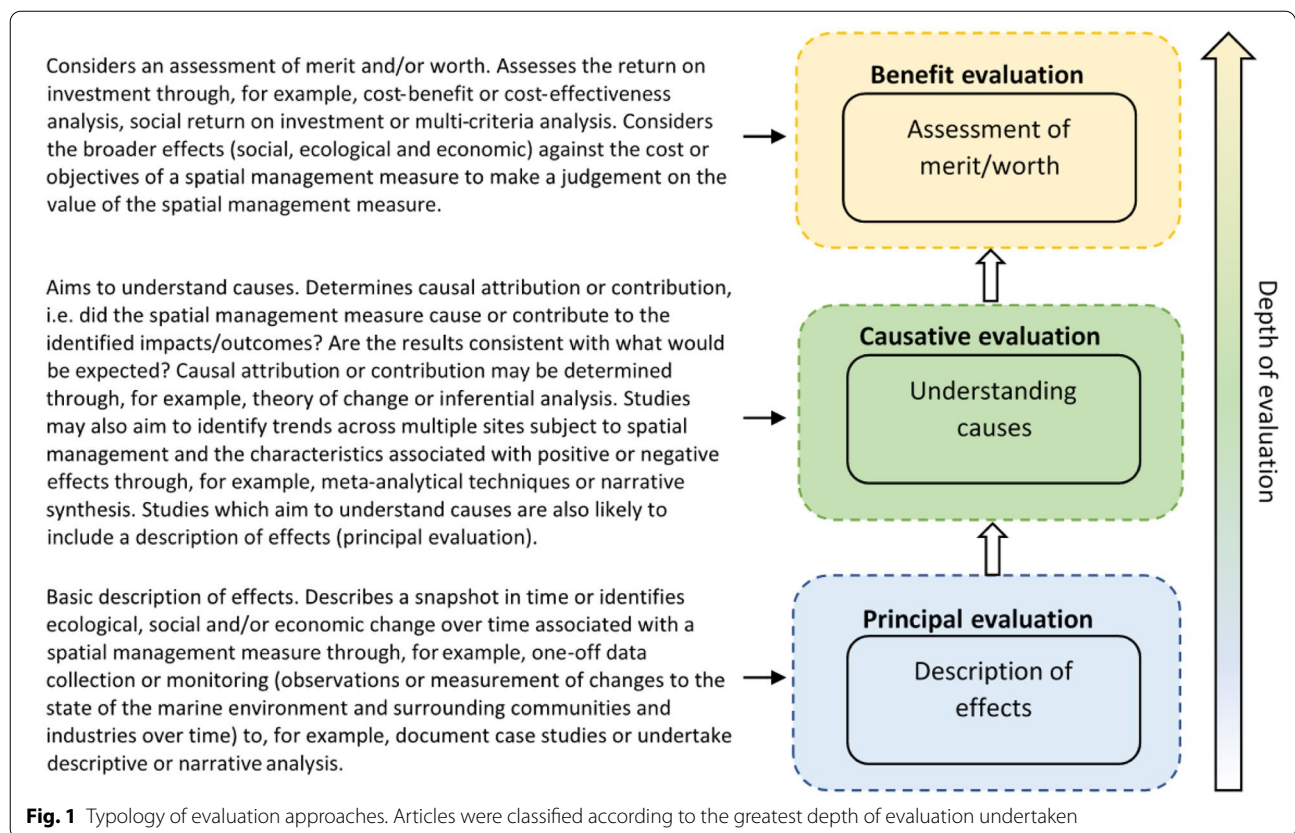 Considers an assessment of merit and/or worth. Assesses the return on
investment through, for example, cost-benefit or cost-effectiveness
analysis, social return on investment or multi-criteria analysis. Considers
the broader effects (social, ecological and economic) against the cost or
objectives of a spatial management measure to make a judgement on the
value of the spatial management measure.
Benefit evaluation
Assessment of
merit/worth
Aims to understand causes. Determines causal attribution or contribution,
i.e. did the spatial management measure cause or contribute to the
identified impacts/outcomes? Are the results consistent with what would
be expected? Causal attribution or contribution may be determined
through, for example, theory of change or inferential analysis. Studies
may also aim to identify trends across multiple sites subject to spatial
management and the characteristics associated with positive or negative
effects through, for example, meta-analytical techniques or narrative
synthesis. Studies which aim to understand causes are also likely to
include a description of effects (principal evaluation).
Causative evaluation
Understanding
causes
Basic description of effects. Describes a snapshot in time or identifies
ecological, social and/or economic change over time associated with a
spatial management measure through, for example, one-off data
collection or monitoring (observations or measurement of changes to the
state of the marine environment and surrounding communities and
industries over time) to, for example, document case studies or undertake
descriptive or narrative analysis.
Principal evaluation
Description of
effects
Depth of evaluation
Fig. 1 Typology of evaluation approaches. Articles were classified according to the greatest depth of evaluation undertaken